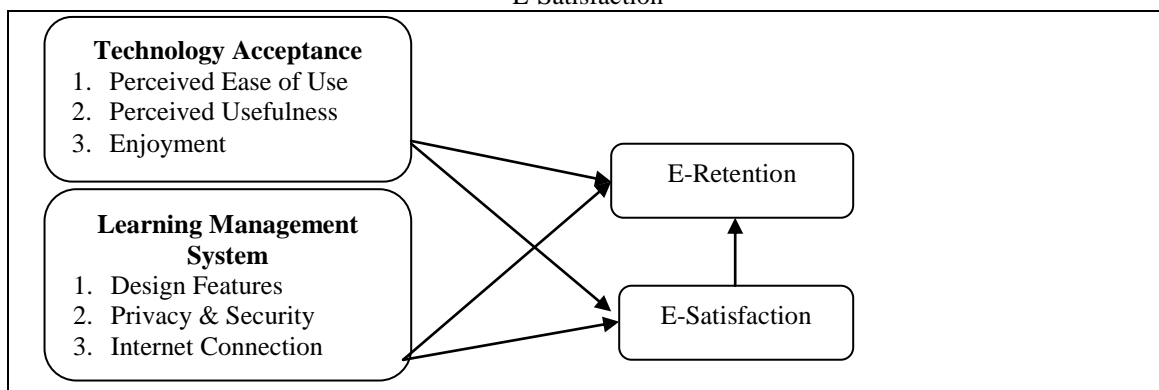 E-Satisfaction
Technology Acceptance
1. Perceived Ease of Use
2. Perceived Usefulness
3. Enjoyment
E-Retention
Learning Management
System
1. Design Features
2. Privacy & Security
3. Internet Connection
E-Satisfaction